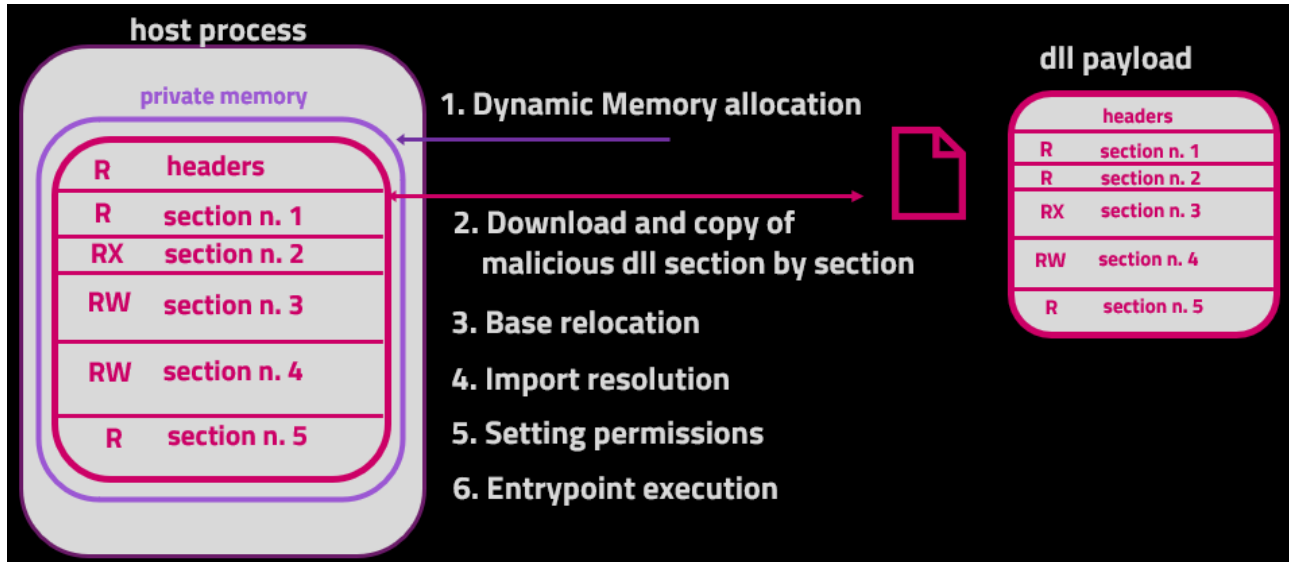 host process
private memory
R headers
R section n. 1
RX section n. 2
RW section n. 3
RW section n. 4
R section n. 5
1. Dynamic Memory allocation
2. Download and copy of
malicious dll section by section
3. Base relocation
4. Import resolution
5. Setting permissions
6. Entrypoint execution
dll payload
headers
R section n. 1
R section n. 2
RX section n. 3
RW section n. 4
R section n. 5